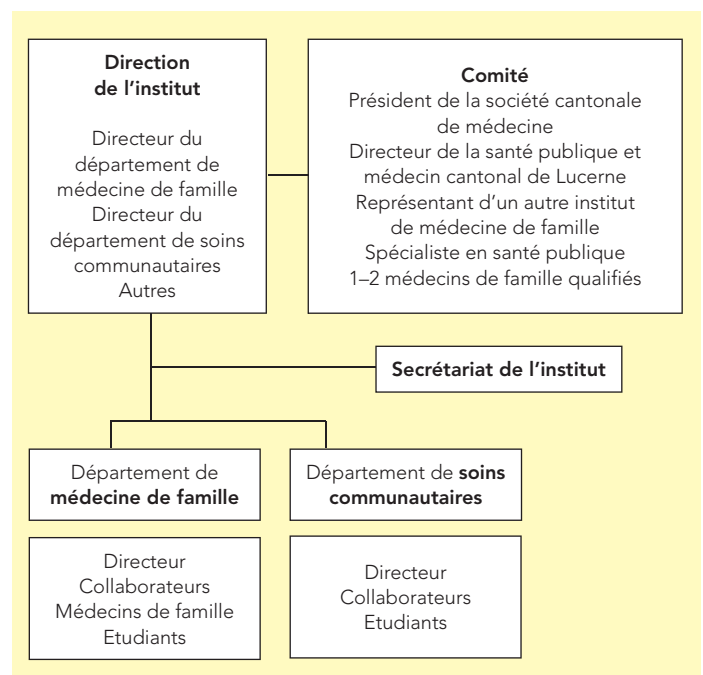 Direction
de l’institut
Directeur du
département de
médecine de famille
Directeur du
département de soins
communautaires
Autres
Comité
Président de la société cantonale
de médecine
Directeur de la santé publique et
médecin cantonal de Lucerne
Représentant d’un autre institut
de médecine de famille
Spécialiste en santé publique
1–2 médecins de famille qualifiés
Secrétariat de l’institut
Département de
médecine de famille
Département de soins
communautaires
Directeur
Collaborateurs
Médecins de famille
Etudiants
Directeur
Collaborateurs
Etudiants